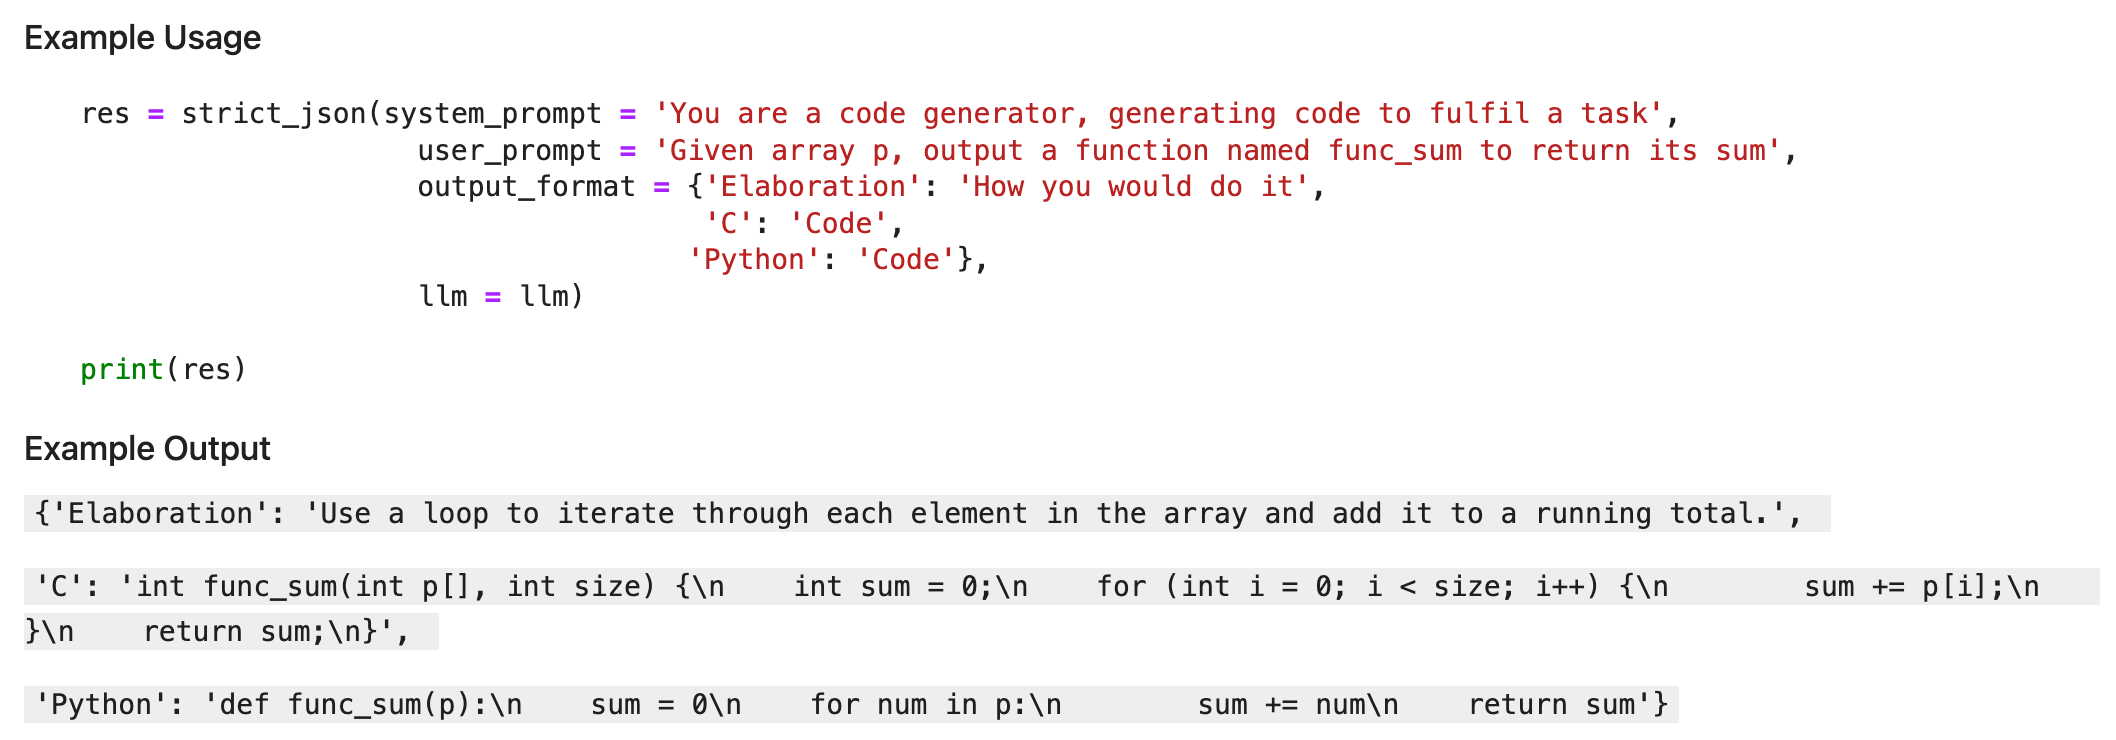 Example Usage
res = strict_json(system_prompt = 'You are a code generator, generating code to fulfil a task',
user_prompt = 'Given array p, output a function named func_sum to return its sum',
output_format = {'Elaboration': 'How you would do it',
'C': 'Code',
'Python': 'Code'},
llm = llm)
print(res)
Example Output
{'Elaboration': 'Use a loop to iterate through each element in the array and add it to a running total.',
'C': 'int func_sum(int p[], int size) {\n    int sum = 0;\n    for (int i = 0; i < size; i++) {\n        sum += p[i];\n
}\n    return sum;\n}',
'Python': 'def func_sum(p):\n    sum = 0\n    for num in p:\n        sum += num\n    return sum'}